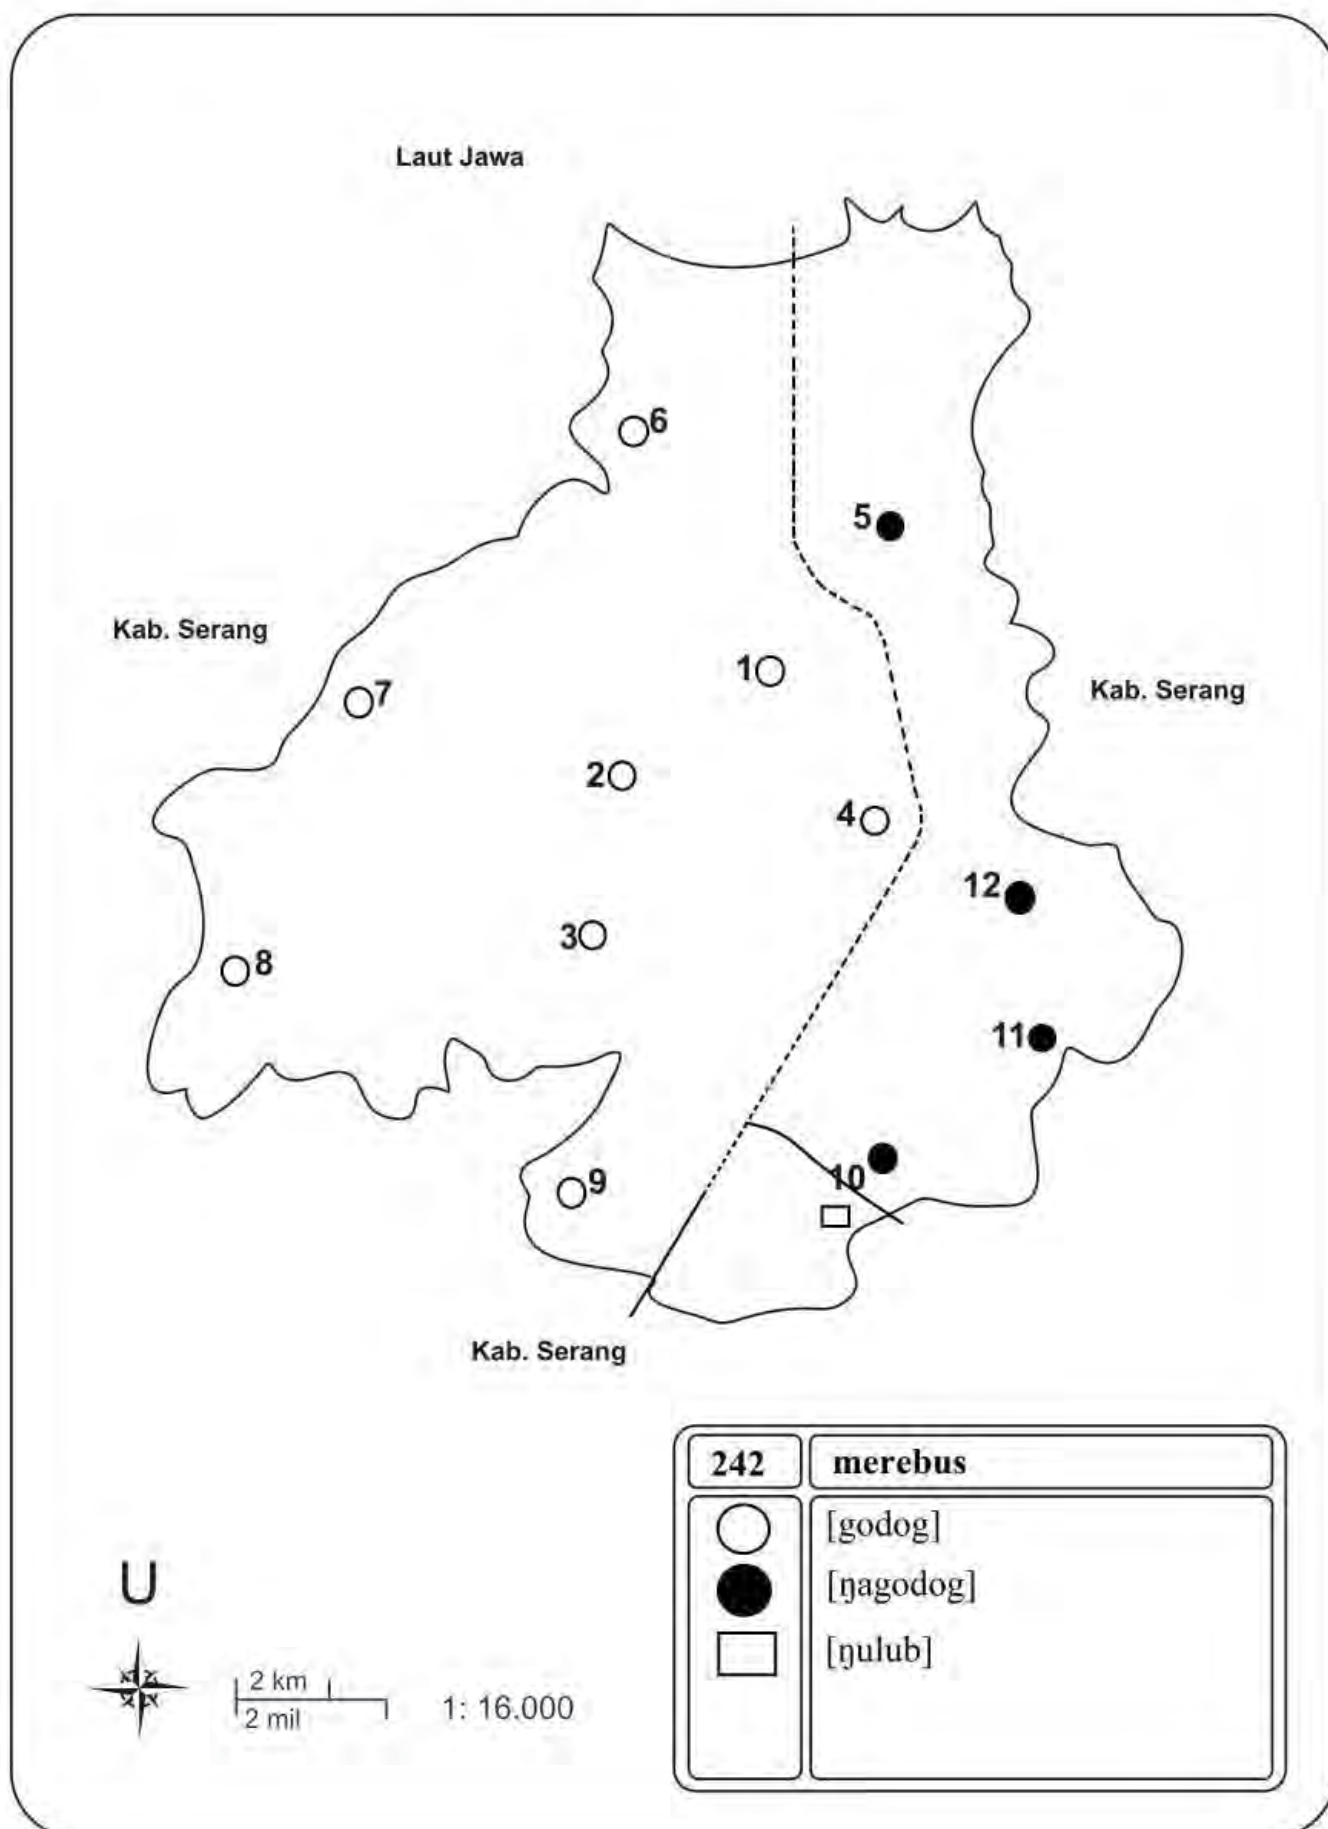 Laut Jawa
6
5
Kab. Serang
1
7
Kab. Serang
2
4
12
3
8
11
10
9
Kab. Serang
242 merebus
[godog]
[ŋagodog]
[ŋulub]
U
2 km
2 mil
1: 16.000